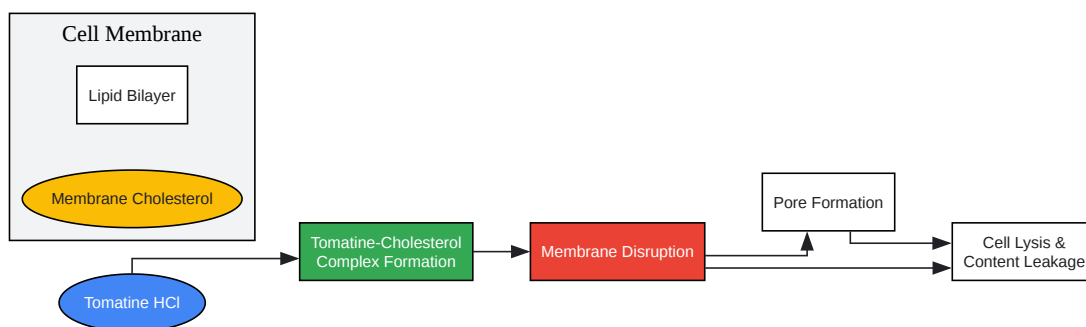 Cell Membrane
Lipid Bilayer
Membrane Cholesterol
Tomatine HCl
Tomatine-Cholesterol
Complex Formation
Membrane Disruption
Pore Formation
Cell Lysis &
Content Leakage